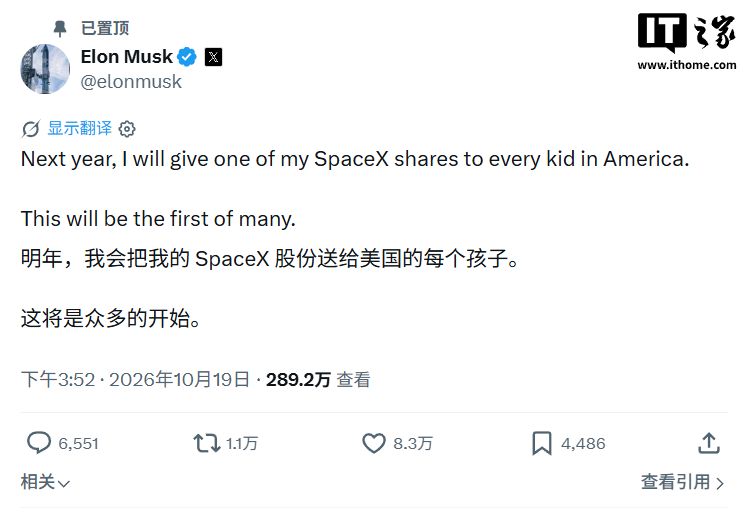 已置顶
IT之家
www.ithome.com
Elon Musk
@elonmusk
显示翻译
Next year, I will give one of my SpaceX shares to every kid in America.
This will be the first of many.
明年，我会把我的 SpaceX 股份送给美国的每个孩子。
这将是众多的开始。
下午3:52 · 2026年10月19日 · 289.2万 查看
6,551 1.1万 8.3万 4,486
相关 查看引用